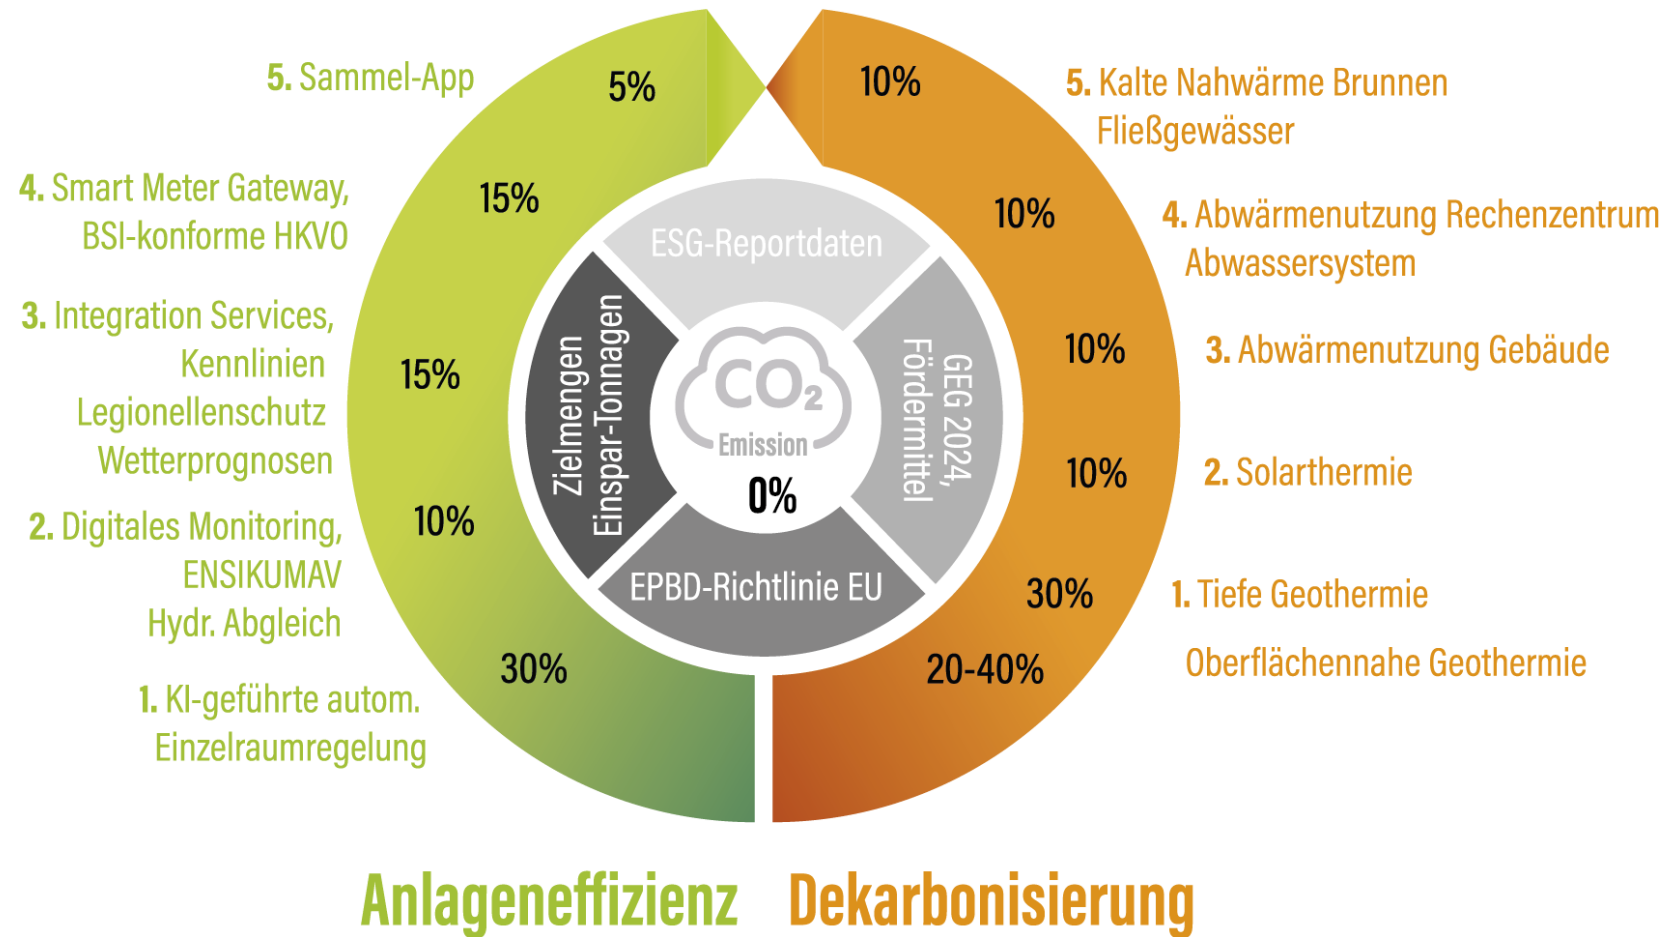 5. Sammel-App
5%
4. Smart Meter Gateway,
BSI-konforme HKVO
15%
3. Integration Services,
Kennlinien
Legionellenschutz
Wetterprognosen
15%
2. Digitales Monitoring,
ENSIKUMAV
Hydr. Abgleich
10%
1. KI-geführte autom.
Einzelraumregelung
30%
ESG-Reportdaten
Zielmengen
Einspar-Tonnagen
GEG 2024,
Fördermittel
EPBD-Richtlinie EU
CO2
Emission
0%
10%
5. Kalte Nahwärme Brunnen
Fließgewässer
10%
4. Abwärmenutzung Rechenzentrum
Abwassersystem
10%
3. Abwärmenutzung Gebäude
10%
2. Solarthermie
30%
1. Tiefe Geothermie
20-40%
Oberflächennahe Geothermie
Anlageneffizienz
Dekarbonisierung